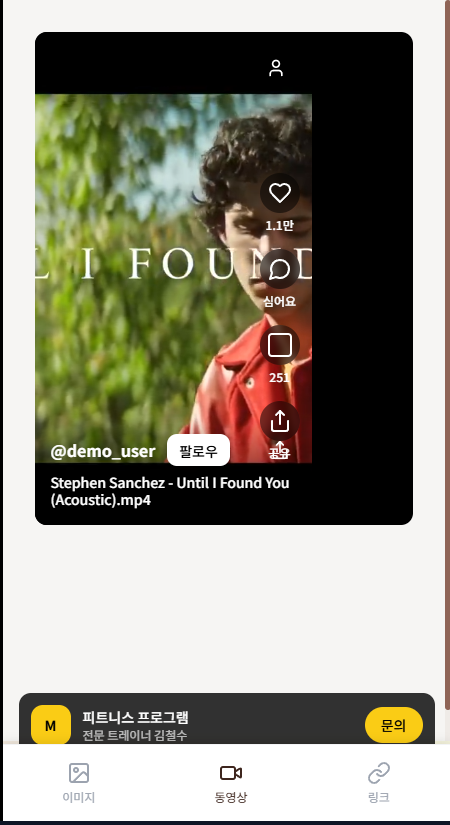 L I FOUND
1.1만
심어요
251
공유
@demo_user
팔로우
Stephen Sanchez - Until I Found You
(Acoustic).mp4
M
피트니스 프로그램
전문 트레이너 김철수
문의
이미지
동영상
링크